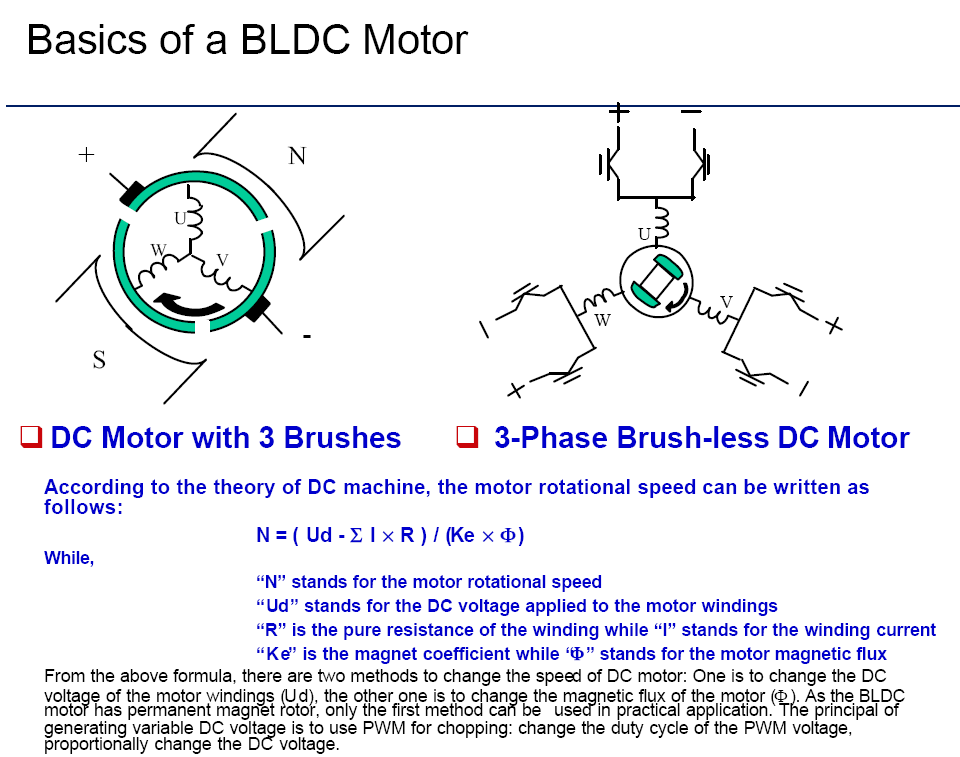 Basics of a BLDC Motor
+
N
U
W
V
S
-
+ −
U
W
V
−
+
+
−
❑ DC Motor with 3 Brushes
❑ 3-Phase Brush-less DC Motor
According to the theory of DC machine, the motor rotational speed can be written as
follows:
N = ( Ud - Σ I × R ) / (Ke × Φ)
While,
“N” stands for the motor rotational speed
“Ud” stands for the DC voltage applied to the motor windings
“R” is the pure resistance of the winding while “I” stands for the winding current
“Ke” is the magnet coefficient while “Φ” stands for the motor magnetic flux
From the above formula, there are two methods to change the speed of DC motor: One is to change the DC
voltage of the motor windings (Ud), the other one is to change the magnetic flux of the motor (Φ). As the BLDC
motor has permanent magnet rotor, only the first method can be used in practical application. The principal of
generating variable DC voltage is to use PWM for chopping: change the duty cycle of the PWM voltage,
proportionally change the DC voltage.